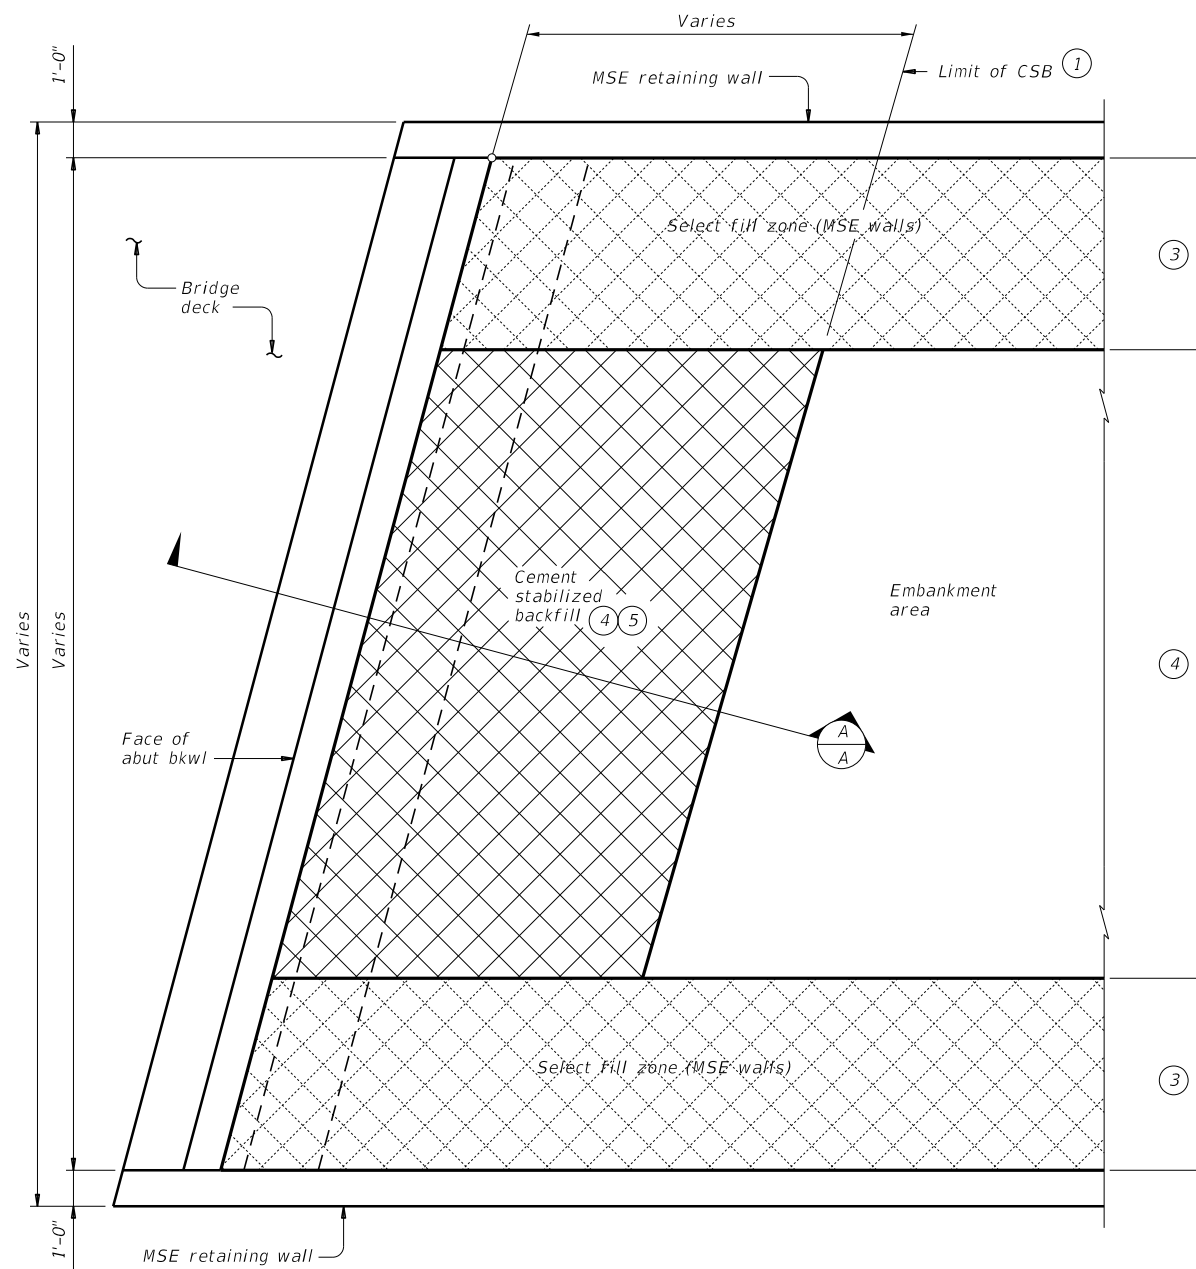 Varies
1'-0"
MSE retaining wall
Limit of CSB 1
Select fill zone (MSE walls)
3
Bridge
deck
Cement
stabilized
backfill 4 5
Embankment
area
Varies
Varies
4
Face of
abut bkwl
A
A
Select fill zone (MSE walls)
3
1'-0"
MSE retaining wall